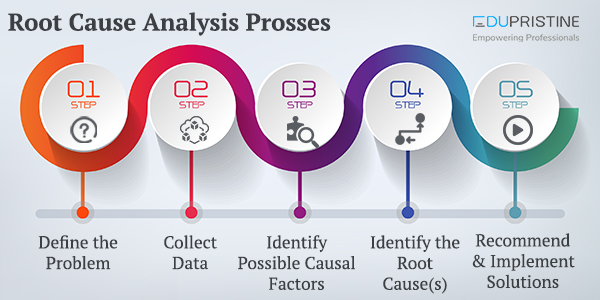 Root Cause Analysis Prosses
EDUPRISTINE
Empowering Professionals
01
STEP
02
STEP
03
STEP
04
STEP
05
STEP
Define the
Problem
Collect
Data
Identify
Possible Causal
Factors
Identify the
Root
Cause(s)
Recommend
& Implement
Solutions